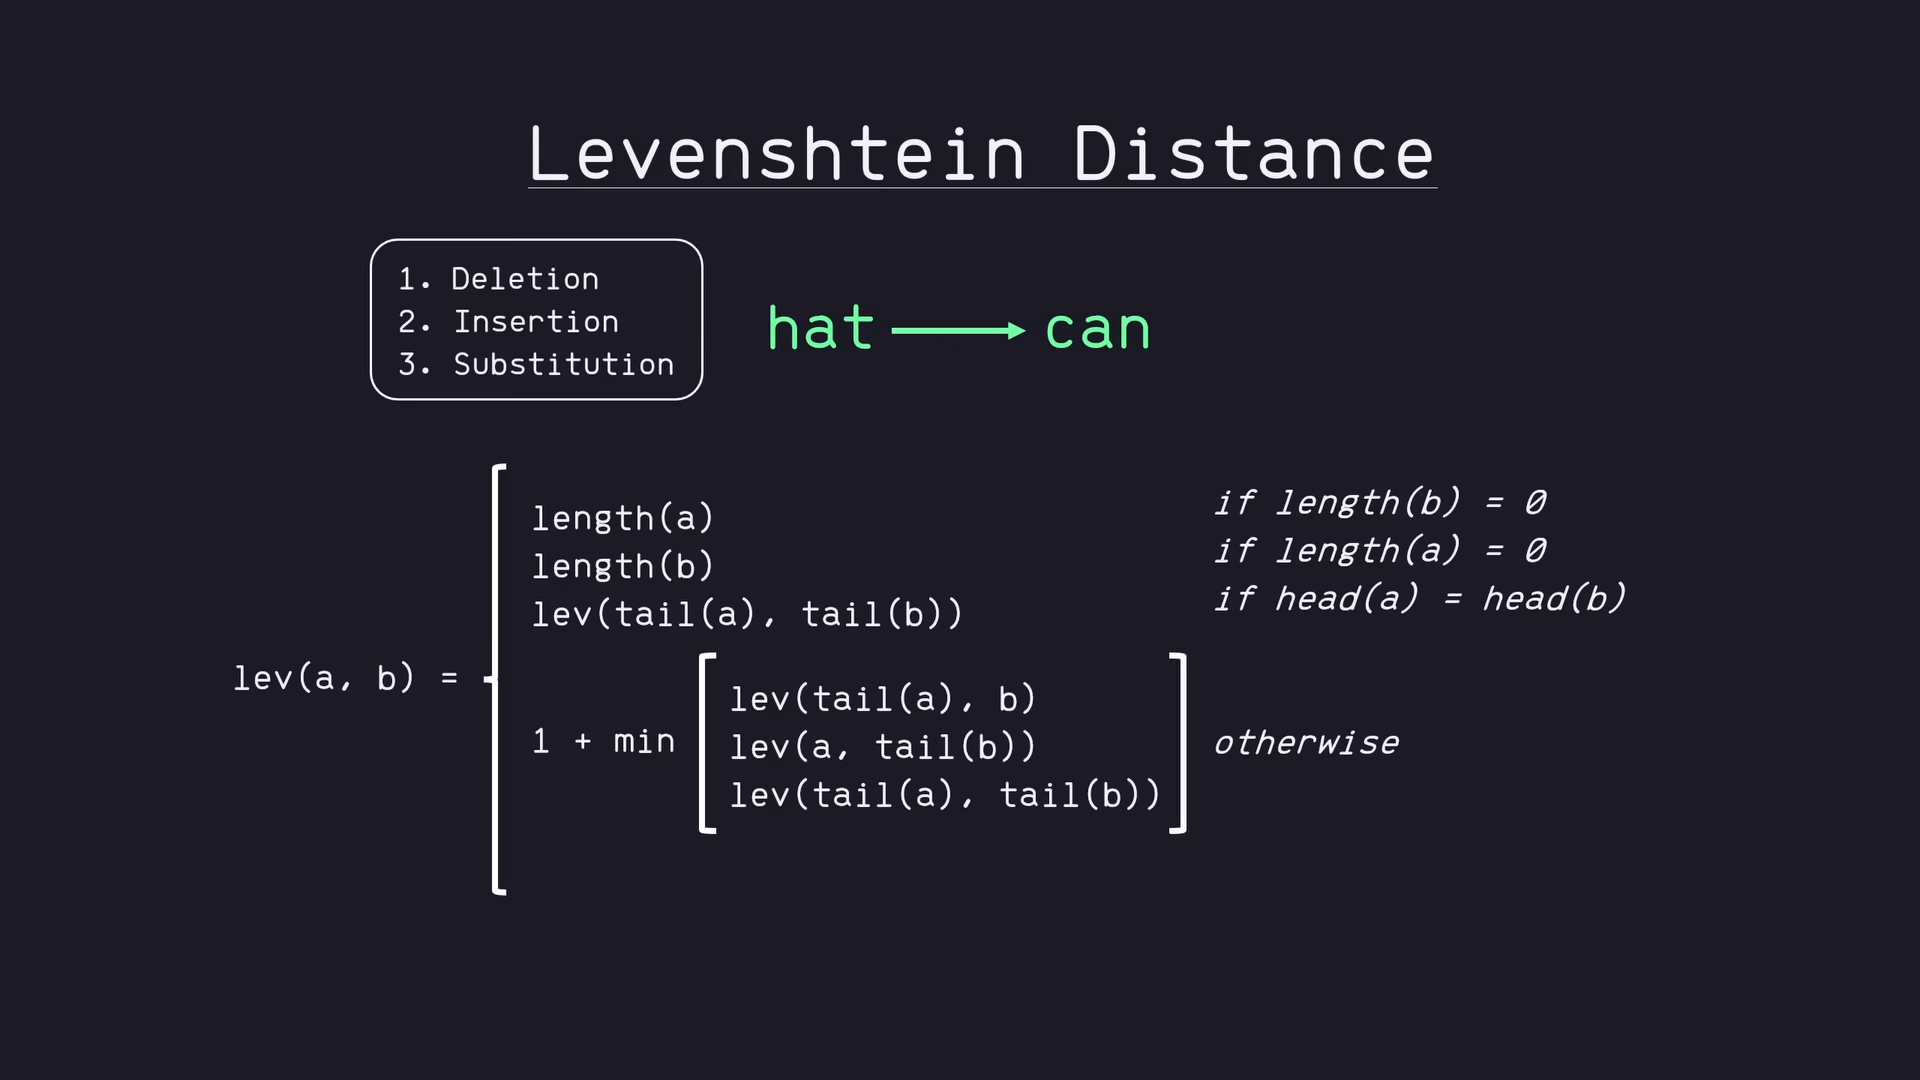 Levenshtein Distance
1. Deletion
2. Insertion
3. Substitution
hat can
length(a) if length(b) = 0
length(b) if length(a) = 0
lev(tail(a), tail(b)) if head(a) = head(b)
lev(a, b) =
lev(tail(a), b)
1 + min lev(a, tail(b)) otherwise
lev(tail(a), tail(b))